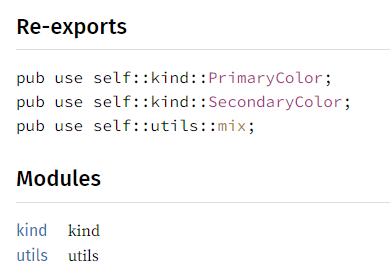 Re-exports
pub use self::kind::PrimaryColor;
pub use self::kind::SecondaryColor;
pub use self::utils::mix;
Modules
kind kind
utils utils